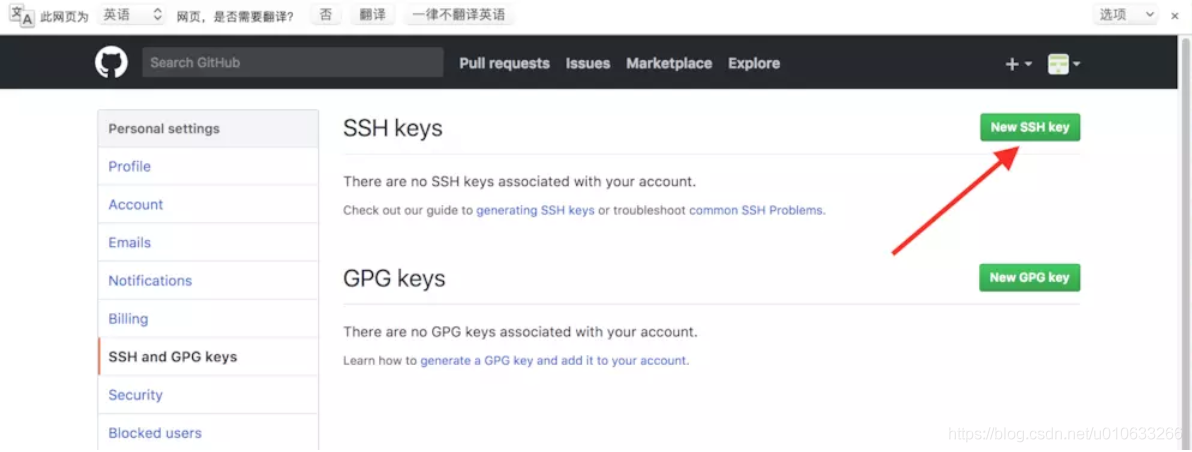 此网页为 英语 网页，是否需要翻译？ 否 翻译 一律不翻译英语 选项 ×
Search GitHub Pull requests Issues Marketplace Explore
Personal settings
Profile
Account
Emails
Notifications
Billing
SSH and GPG keys
Security
Blocked users
SSH keys
New SSH key
There are no SSH keys associated with your account.
Check out our guide to generating SSH keys or troubleshoot common SSH Problems.
GPG keys
New GPG key
There are no GPG keys associated with your account.
Learn how to generate a GPG key and add it to your account.
https://blog.csdn.net/u010633266